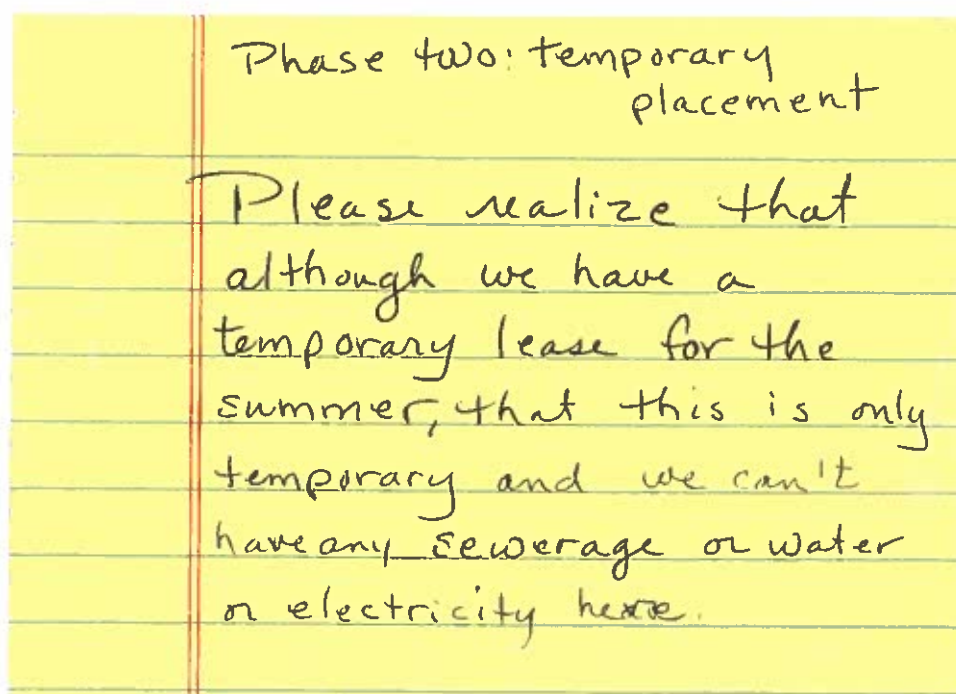 Phase two: temporary
placement
Please realize that
although we have a
temporary lease for the
summer, that this is only
temporary and we can't
have any sewerage or water
or electricity here.